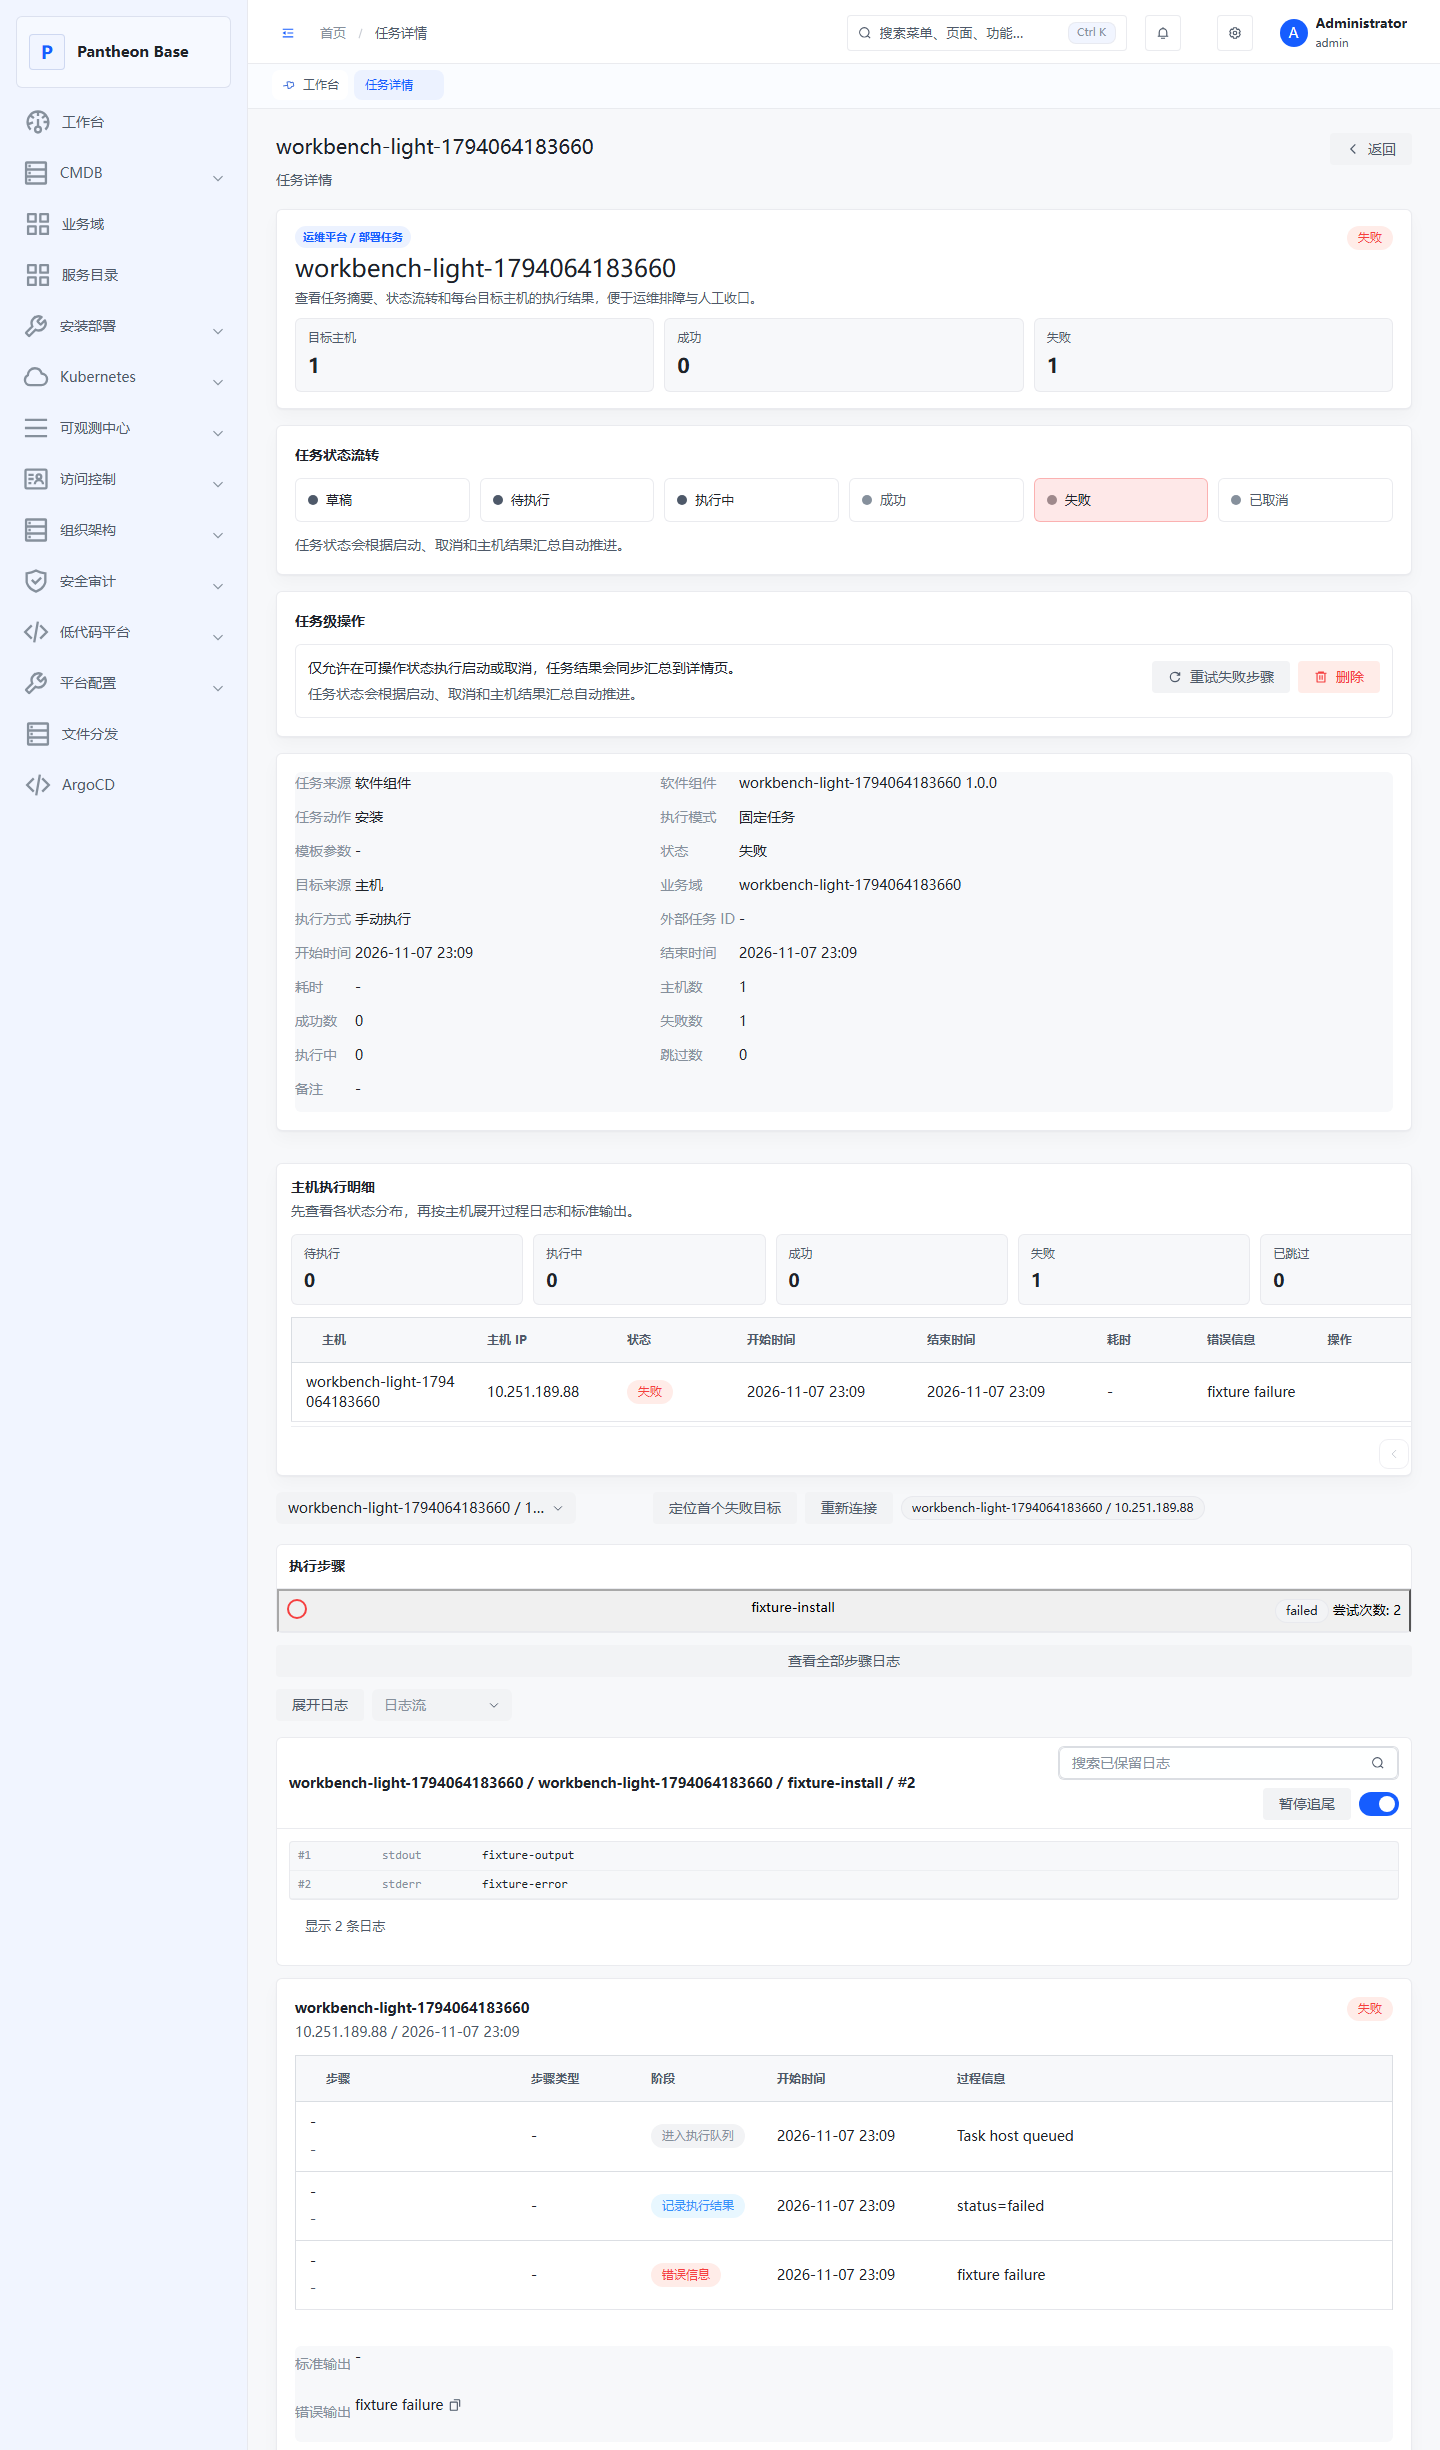 P
Pantheon Base
工作台
CMDB
业务域
服务目录
安装部署
Kubernetes
可观测中心
访问控制
组织架构
安全审计
低代码平台
平台配置
文件分发
ArgoCD
首页 / 任务详情
搜索菜单、页面、功能... Ctrl K
A
Administrator
admin
工作台
任务详情
workbench-light-1794064183660
任务详情
返回
运维平台 / 部署任务
失败
workbench-light-1794064183660
查看任务摘要、状态流转和每台目标主机的执行结果，便于运维排障与人工收口。
目标主机
1
成功
0
失败
1
任务状态流转
草稿
待执行
执行中
成功
失败
已取消
任务状态会根据启动、取消和主机结果汇总自动推进。
任务级操作
仅允许在可操作状态执行启动或取消，任务结果会同步汇总到详情页。
任务状态会根据启动、取消和主机结果汇总自动推进。
重试失败步骤
删除
任务来源 软件组件 软件组件 workbench-light-1794064183660 1.0.0
任务动作 安装 执行模式 固定任务
模板参数 - 状态 失败
目标来源 主机 业务域 workbench-light-1794064183660
执行方式 手动执行 外部任务 ID -
开始时间 2026-11-07 23:09 结束时间 2026-11-07 23:09
耗时 - 主机数 1
成功数 0 失败数 1
执行中 0 跳过数 0
备注 -
主机执行明细
先查看各状态分布，再按主机展开过程日志和标准输出。
待执行
0
执行中
0
成功
0
失败
1
已跳过
0
主机 主机 IP 状态 开始时间 结束时间 耗时 错误信息 操作
workbench-light-1794
064183660
10.251.189.88 失败 2026-11-07 23:09 2026-11-07 23:09 - fixture failure
workbench-light-1794064183660 / 1...
定位首个失败目标
重新连接
workbench-light-1794064183660 / 10.251.189.88
执行步骤
fixture-install
failed 尝试次数: 2
查看全部步骤日志
展开日志
日志流
workbench-light-1794064183660 / workbench-light-1794064183660 / fixture-install / #2
搜索已保留日志
暂停追尾
#1 stdout fixture-output
#2 stderr fixture-error
显示 2 条日志
workbench-light-1794064183660
失败
10.251.189.88 / 2026-11-07 23:09
步骤 步骤类型 阶段 开始时间 过程信息
-
-
- 进入执行队列 2026-11-07 23:09 Task host queued
-
-
- 记录执行结果 2026-11-07 23:09 status=failed
-
-
- 错误信息 2026-11-07 23:09 fixture failure
标准输出 -
错误输出 fixture failure